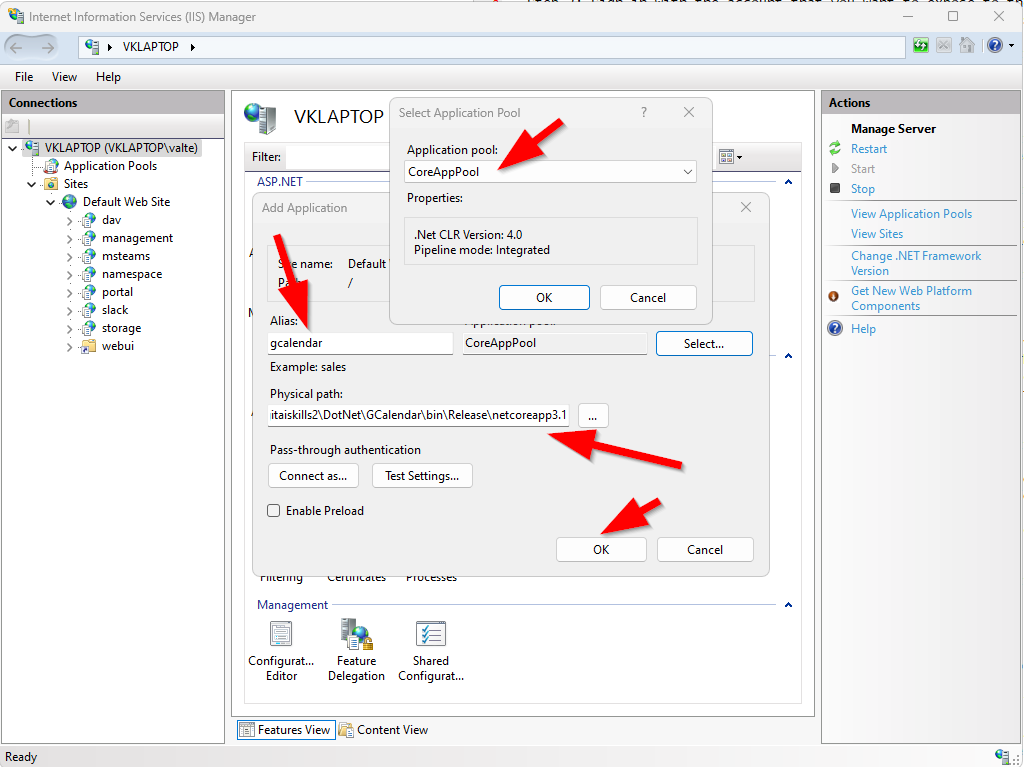 Internet Information Services (IIS) Manager
VKLAPTOP
File View Help
Connections
VKLAPTOP (VKLAPTOP\valte)
Application Pools
Sites
Default Web Site
dav
management
msteams
namespace
portal
slack
storage
webui
VKLAPTOP
Filter:
ASP.NET
Select Application Pool
?
Application pool:
CoreAppPool
Properties:
.Net CLR Version: 4.0
Pipeline mode: Integrated
OK
Cancel
Add Application
name:
Default
/
Alias:
gcalendar
CoreAppPool
Select...
Example: sales
Physical path:
itaiskills2\DotNet\GCalendar\bin\Release\netcoreapp3.1
...
Pass-through authentication
Connect as...
Test Settings...
Enable Preload
OK
Cancel
Filtering Certificates Processes
Management
Configurat...
Editor
Feature
Delegation
Shared
Configurat...
Features View
Content View
Actions
Manage Server
Restart
Start
Stop
View Application Pools
View Sites
Change .NET Framework
Version
Get New Web Platform
Components
Help
Ready